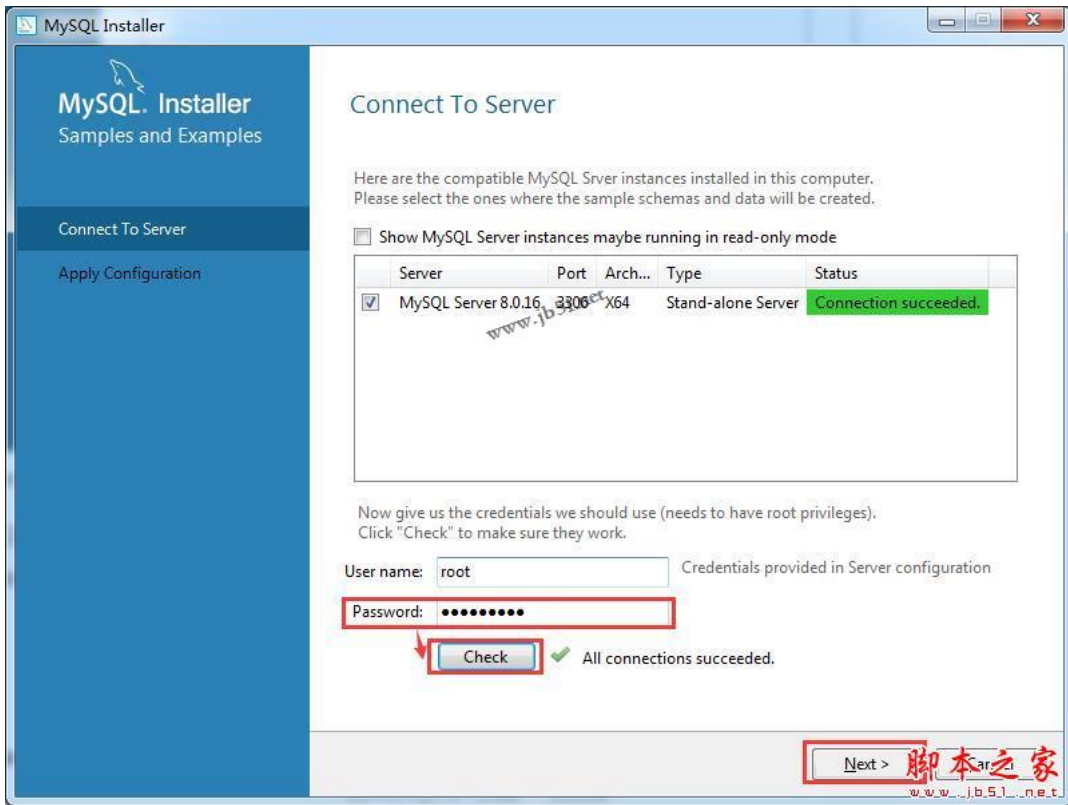 MySQL Installer
MySQL. Installer
Samples and Examples
Connect To Server
Apply Configuration
Connect To Server
Here are the compatible MySQL Srver instances installed in this computer.
Please select the ones where the sample schemas and data will be created.
Show MySQL Server instances maybe running in read-only mode
Server Port Arch... Type Status
MySQL Server 8.0.16 3306 X64 Stand-alone Server Connection succeeded.
www.jb51.net
Now give us the credentials we should use (needs to have root privileges).
Click "Check" to make sure they work.
User name: root Credentials provided in Server configuration
Password: •••••••••
Check All connections succeeded.
Next > Cancel
脚本之家
www.jb51.net